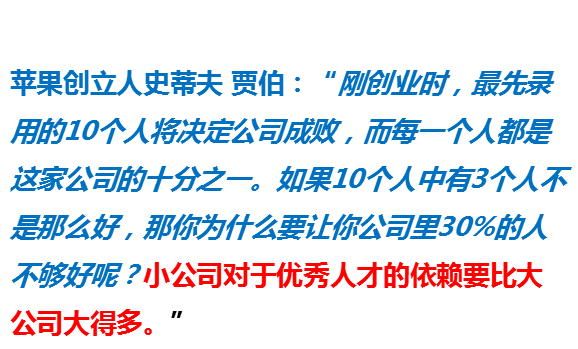 苹果创立人史蒂夫 贾伯：“刚创业时，最先录
用的10个人将决定公司成败，而每一个人都是
这家公司的十分之一。如果10个人中有3个人不
是那么好，那你为什么要让你公司里30%的人
不够好呢？小公司对于优秀人才的依赖要比大
公司大得多。”